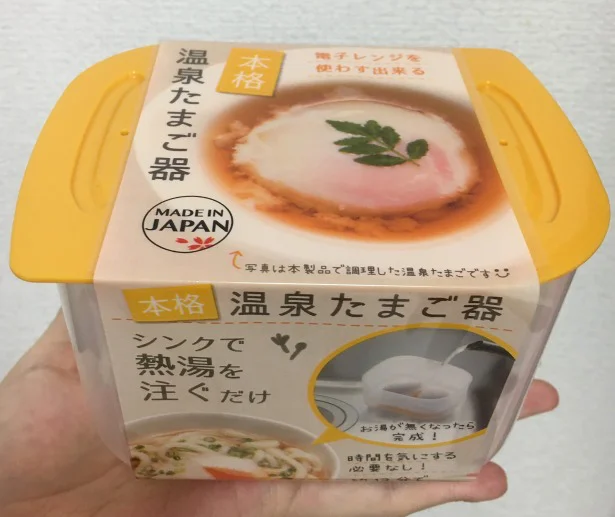 本格
温泉たまご器
電子レンジを
使わず出来る
MADE IN
JAPAN
写真は本製品で調理した温泉たまごです
本格 温泉たまご器
シンクで
熱湯を
注ぐだけ
お湯が無くなったら
完成!
時間を気にする
必要なし!